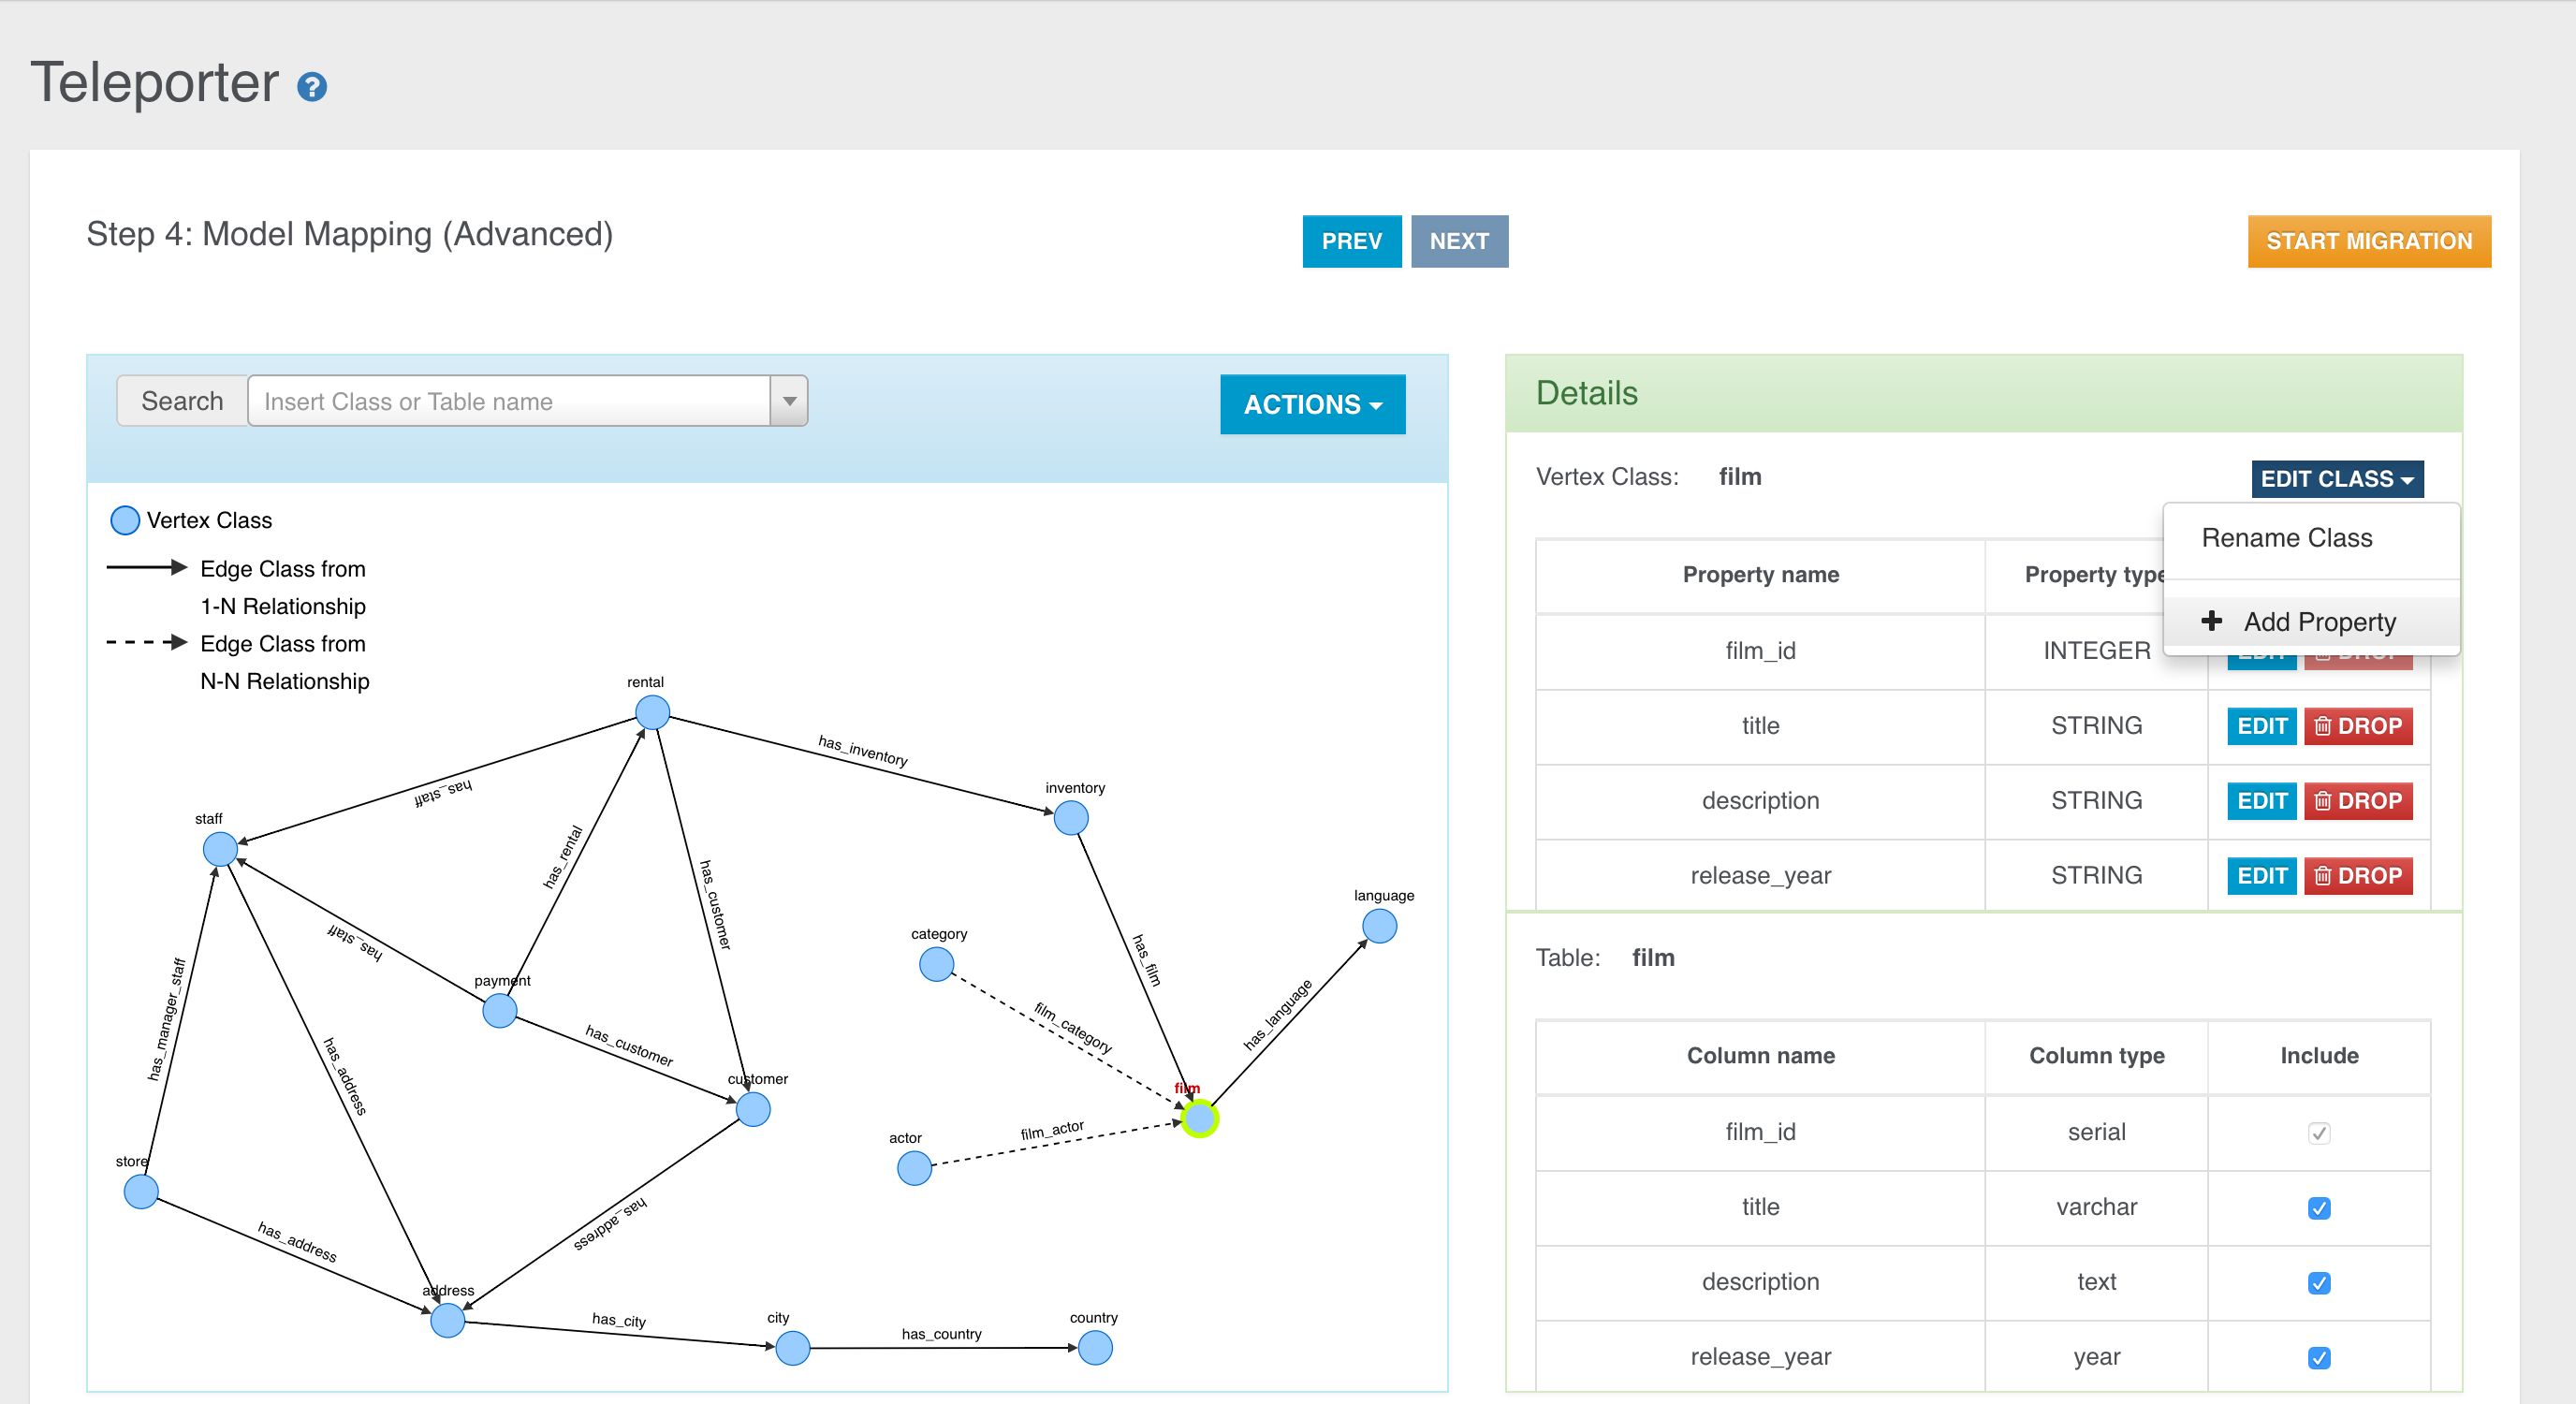 Teleporter
Step 4: Model Mapping (Advanced)
PREV
NEXT
START MIGRATION
Search
Insert Class or Table name
ACTIONS
Vertex Class
Edge Class from
1-N Relationship
Edge Class from
N-N Relationship
rental
has_inventory
has_staff
inventory
staff
has_rental
has_customer
language
has_staff
category
has_film
has_manager_staff
payment
has_language
film_category
has_customer
has_address
customer
film
film_actor
actor
store
has_address
has_address
address
has_city
city
has_country
country
Details
Vertex Class: film
EDIT CLASS
Rename Class
Add Property
Property name Property type
film_id INTEGER EDIT DROP
title STRING EDIT DROP
description STRING EDIT DROP
release_year STRING EDIT DROP
Table: film
Column name Column type Include
film_id serial
title varchar
description text
release_year year